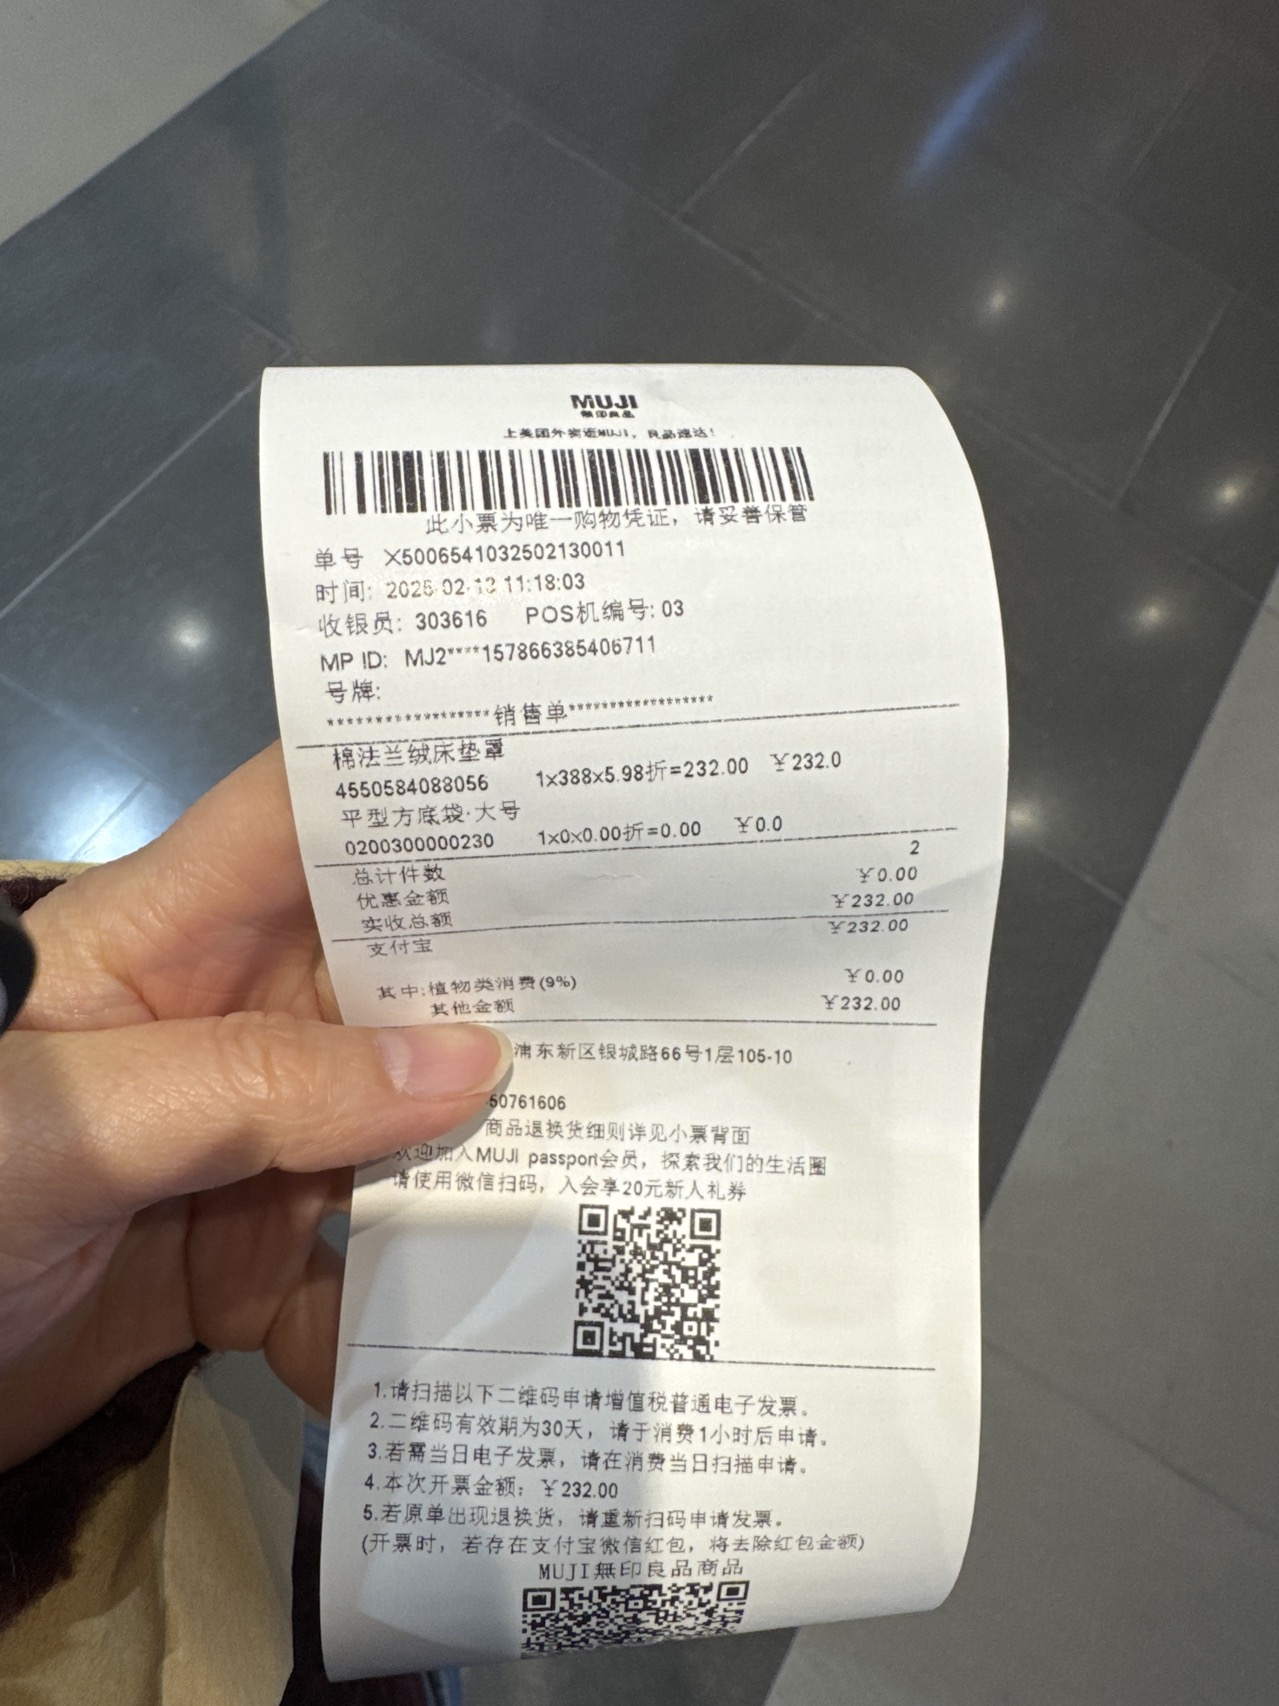 MUJI
無印良品
上美团外卖逛MUJI，良品速达！
此小票为唯一购物凭证，请妥善保管
单号 X5006541032502130011
时间: 2025-02-13 11:18:03
收银员: 303616 POS机编号: 03
MP ID: MJ2****157866385406711
号牌:
*****************销售单*****************
棉法兰绒床垫罩
4550584088056 1x388x5.98折=232.00 ¥232.0
平型方底袋·大号
0200300000230 1x0x0.00折=0.00 ¥0.0
总计件数 2
优惠金额 ¥0.00
实收总额 ¥232.00
支付宝 ¥232.00
其中:植物类消费(9%) ¥0.00
其他金额 ¥232.00
浦东新区银城路66号1层105-10
50761606
商品退换货细则详见小票背面
欢迎加入MUJI passport会员，探索我们的生活圈
请使用微信扫码，入会享20元新人礼券
1.请扫描以下二维码申请增值税普通电子发票。
2.二维码有效期为30天，请于消费1小时后申请。
3.若需当日电子发票，请在消费当日扫描申请。
4.本次开票金额：¥232.00
5.若原单出现退换货，请重新扫码申请发票。
(开票时，若存在支付宝微信红包，将去除红包金额)
MUJI無印良品商品